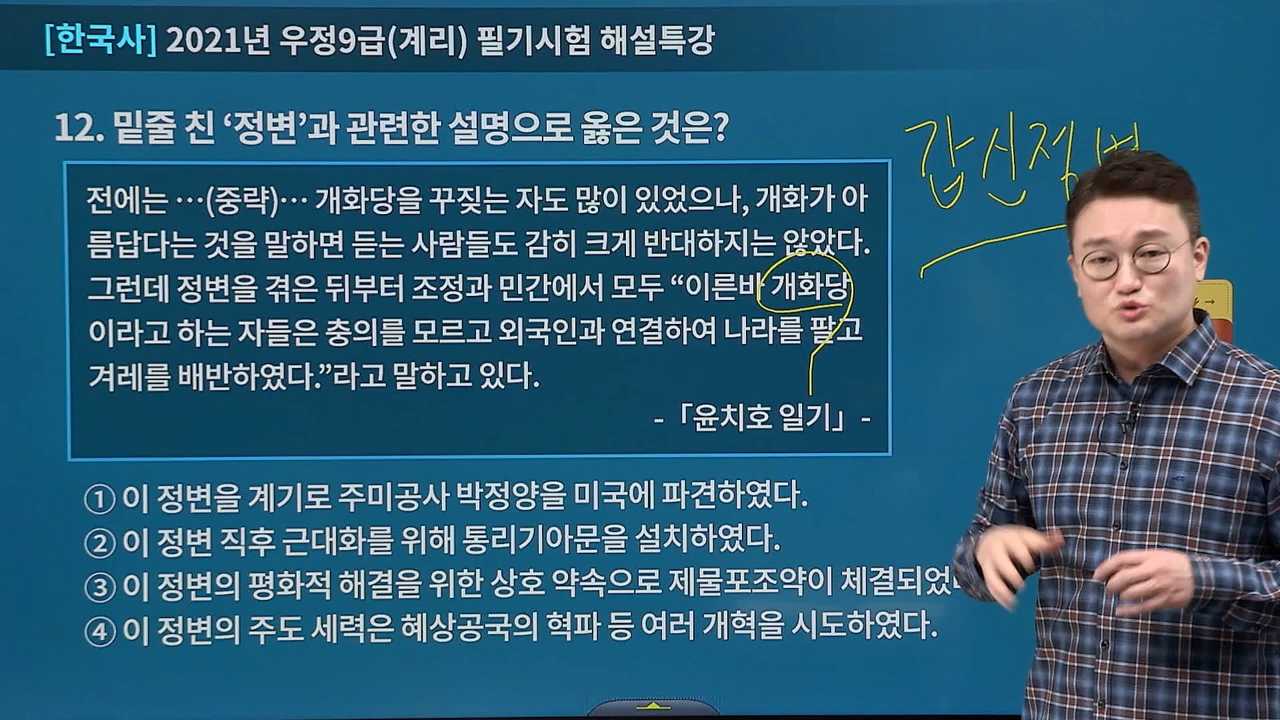 [한국사] 2021년 우정9급(계리) 필기시험 해설특강
12. 밑줄 친 ‘정변’과 관련한 설명으로 옳은 것은?
갑신정변
전에는 …(중략)… 개화당을 꾸짖는 자도 많이 있었으나, 개화가 아
름답다는 것을 말하면 듣는 사람들도 감히 크게 반대하지는 않았다.
그런데 정변을 겪은 뒤부터 조정과 민간에서 모두 “이른바 개화당
이라고 하는 자들은 충의를 모르고 외국인과 연결하여 나라를 팔고
겨레를 배반하였다.”라고 말하고 있다.
-「윤치호 일기」-
① 이 정변을 계기로 주미공사 박정양을 미국에 파견하였다.
② 이 정변 직후 근대화를 위해 통리기아문을 설치하였다.
③ 이 정변의 평화적 해결을 위한 상호 약속으로 제물포조약이 체결되었
④ 이 정변의 주도 세력은 혜상공국의 혁파 등 여러 개혁을 시도하였다.